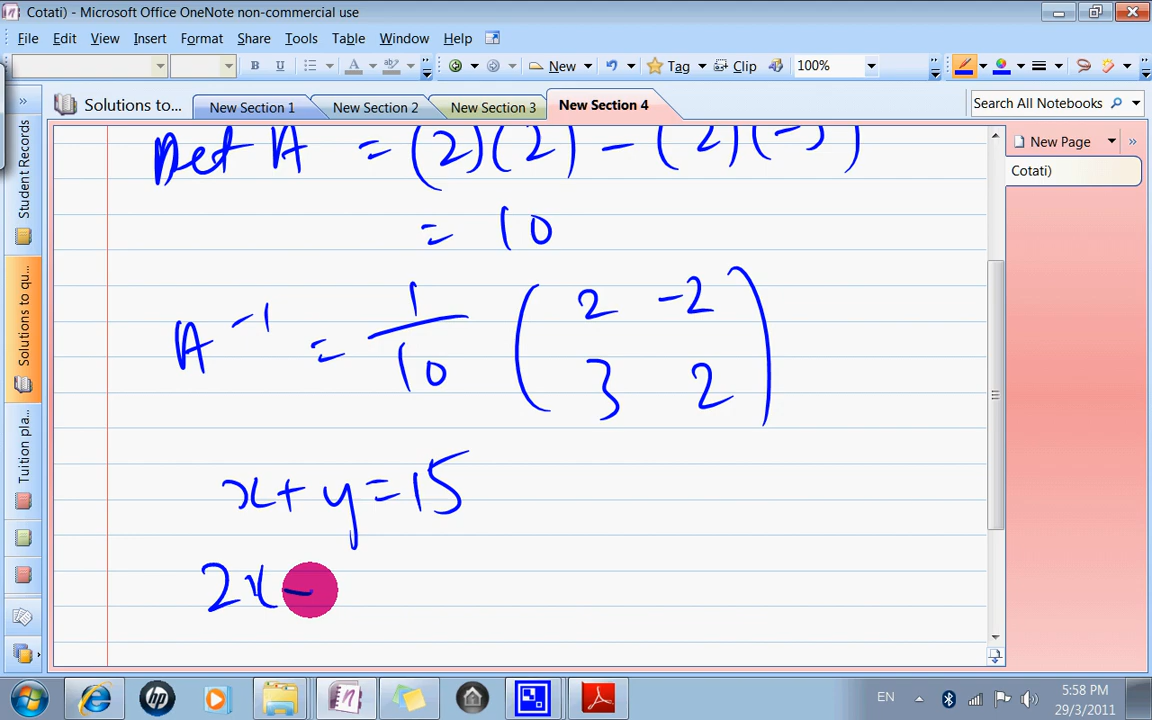 Cotati) - Microsoft Office OneNote non-commercial use
File Edit View Insert Format Share Tools Table Window Help
B U A ab New Tag Clip 100%
» Solutions to... New Section 1 New Section 2 New Section 3 New Section 4 Search All Notebooks
New Page »
Cotati)
Student Records
Solutions to qu...
Tuition pla...
Det A = (2)(2) - (2)(-3)
= 10
A⁻¹ = 1/10 ( 2 -2
3 2 )
x + y = 15
2x -
EN 5:58 PM
29/3/2011